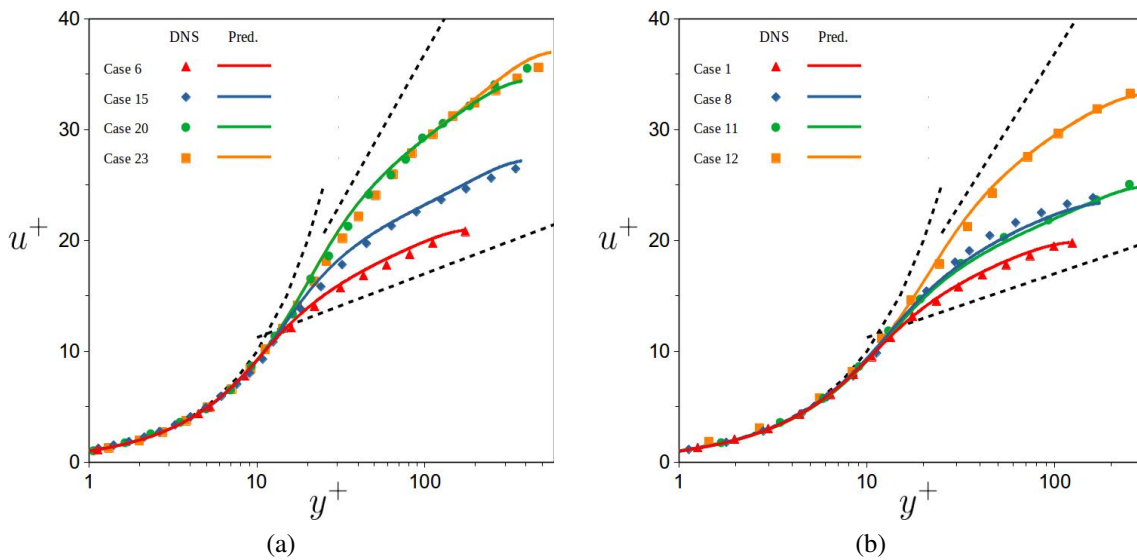 40
30
20
10
0
u⁺
1
10
100
y⁺
DNS Pred.
Case 6
Case 15
Case 20
Case 23
(a)
40
30
20
10
0
u⁺
1
10
100
y⁺
DNS Pred.
Case 1
Case 8
Case 11
Case 12
(b)